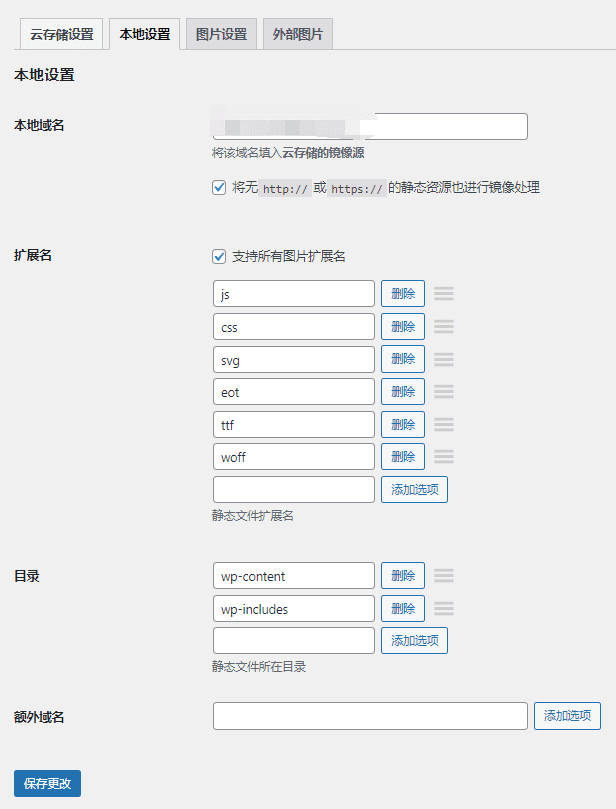 云存储设置 本地设置 图片设置 外部图片
本地设置
本地域名
将该域名填入云存储的镜像源
将无 http:// 或 https:// 的静态资源也进行镜像处理
扩展名 支持所有图片扩展名
js 删除
css 删除
svg 删除
eot 删除
ttf 删除
woff 删除
添加选项
静态文件扩展名
目录 wp-content 删除
wp-includes 删除
添加选项
静态文件所在目录
额外域名 添加选项
保存更改